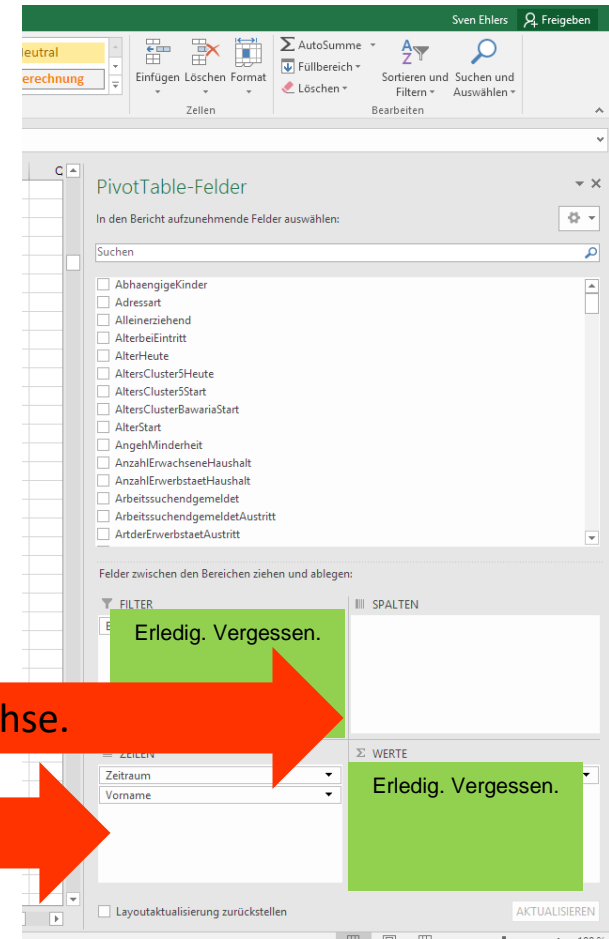 Sven Ehlers Freigeben
Neutral
erechnung
Einfügen Löschen Format
Zellen
AutoSumme
Füllbereich
Löschen
Sortieren und Filtern
Suchen und Auswählen
Bearbeiten
PivotTable-Felder
In den Bericht aufzunehmende Felder auswählen:
Suchen
AbhaengigeKinder
Adressart
Alleinerziehend
AlterbeiEintritt
AlterHeute
AltersCluster5Heute
AltersCluster5Start
AltersClusterBawariaStart
AlterStart
AngehMinderheit
AnzahlErwachseneHaushalt
AnzahlErwerbstaetHaushalt
Arbeitssuchendgemeldet
ArbeitssuchendgemeldetAustritt
ArtderErwerbstaetAustritt
Felder zwischen den Bereichen ziehen und ablegen:
FILTER
SPALTEN
Erledig. Vergessen.
hse.
ZEILEN
Σ WERTE
Zeitraum
Vorname
Erledig. Vergessen.
Layoutaktualisierung zurückstellen
AKTUALISIEREN
100 %